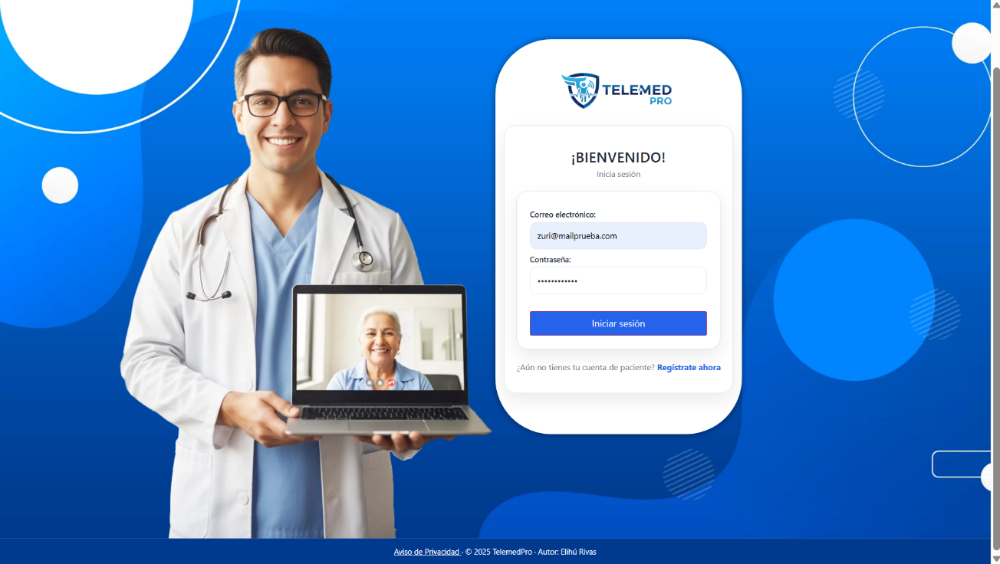 TELEMED
PRO
¡BIENVENIDO!
Inicia sesión
Correo electrónico:
zuri@mailprueba.com
Contraseña:
••••••••••••
Iniciar sesión
¿Aún no tienes tu cuenta de paciente? Regístrate ahora
Aviso de Privacidad · © 2025 TelemedPro · Autor: Elihú Rivas